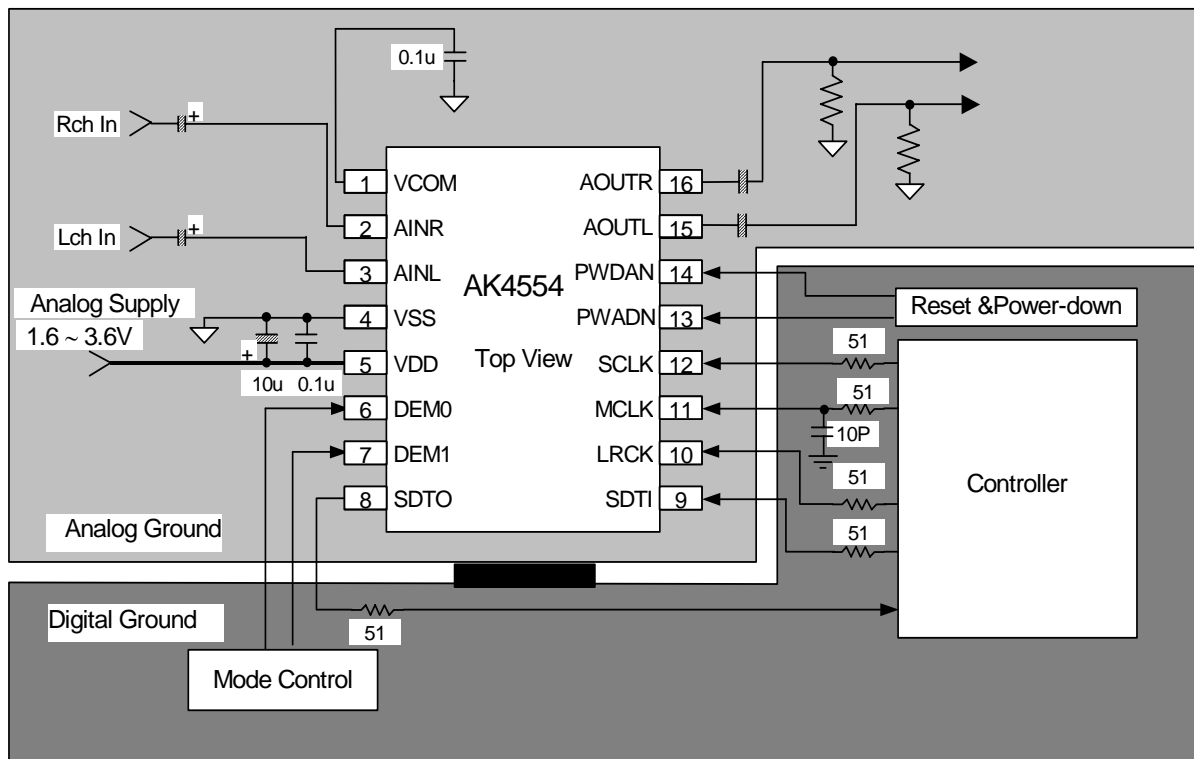 0.1u
Rch In
+
Lch In
+
Analog Supply
1.6 ~ 3.6V
+
10u
0.1u
1 VCOM
2 AINR
3 AINL
4 VSS
5 VDD
6 DEM0
7 DEM1
8 SDTO
AK4554
Top View
AOUTR 16
AOUTL 15
PWDAN 14
PWADN 13
SCLK 12
MCLK 11
LRCK 10
SDTI 9
Reset &Power-down
51
51
10P
51
51
Controller
Analog Ground
Digital Ground
51
Mode Control